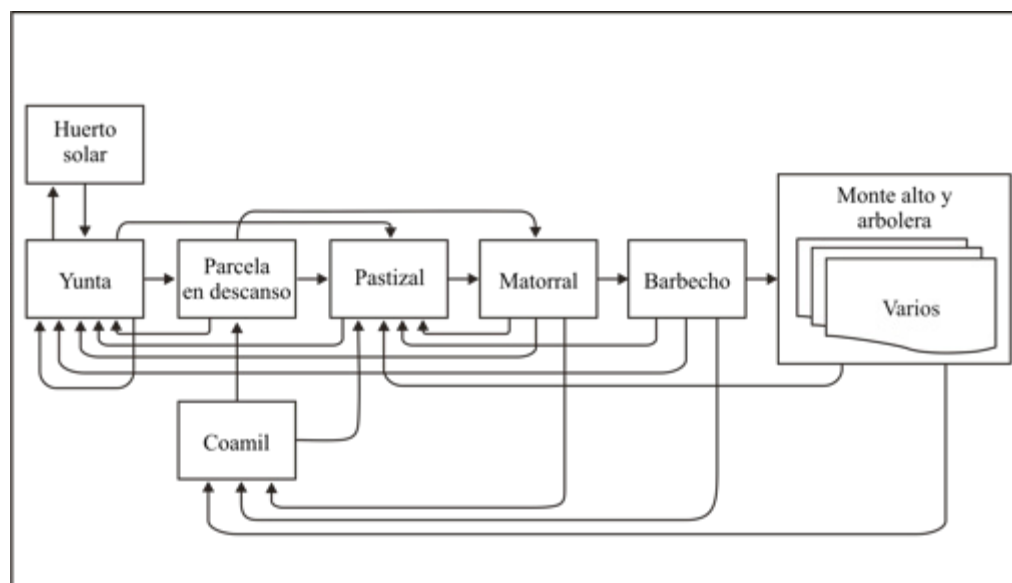 Huerto
solar
Yunta
Parcela
en descanso
Pastizal
Matorral
Barbecho
Monte alto y
arbolera
Varios
Coamil